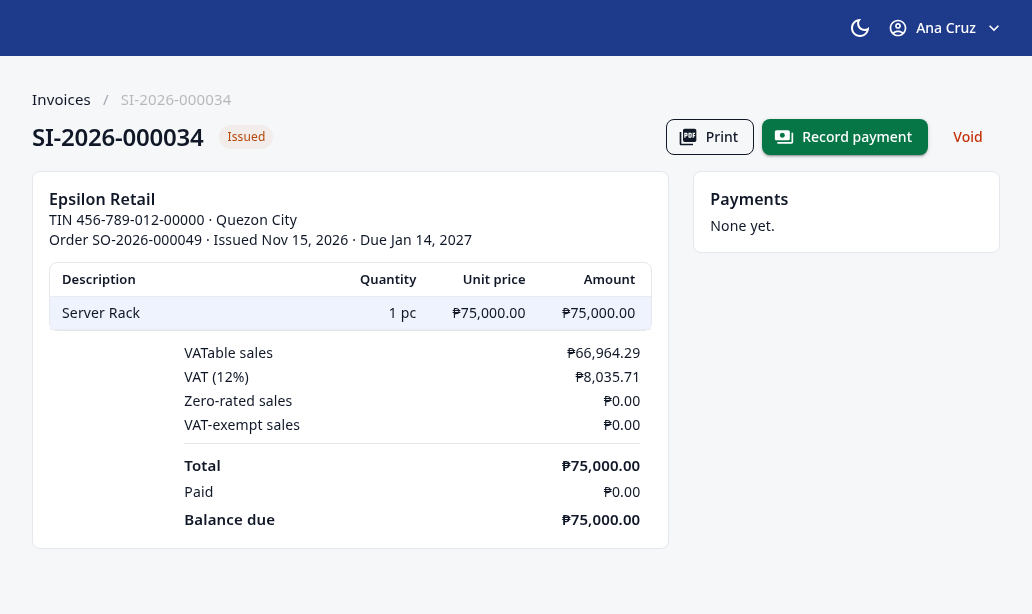 Ana Cruz
Invoices / SI-2026-000034
SI-2026-000034 Issued PDF Print Record payment Void
Epsilon Retail
TIN 456-789-012-00000 · Quezon City
Order SO-2026-000049 · Issued Nov 15, 2026 · Due Jan 14, 2027
Description Quantity Unit price Amount
Server Rack 1 pc ₱75,000.00 ₱75,000.00
VATable sales ₱66,964.29
VAT (12%) ₱8,035.71
Zero-rated sales ₱0.00
VAT-exempt sales ₱0.00
Total ₱75,000.00
Paid ₱0.00
Balance due ₱75,000.00
Payments
None yet.